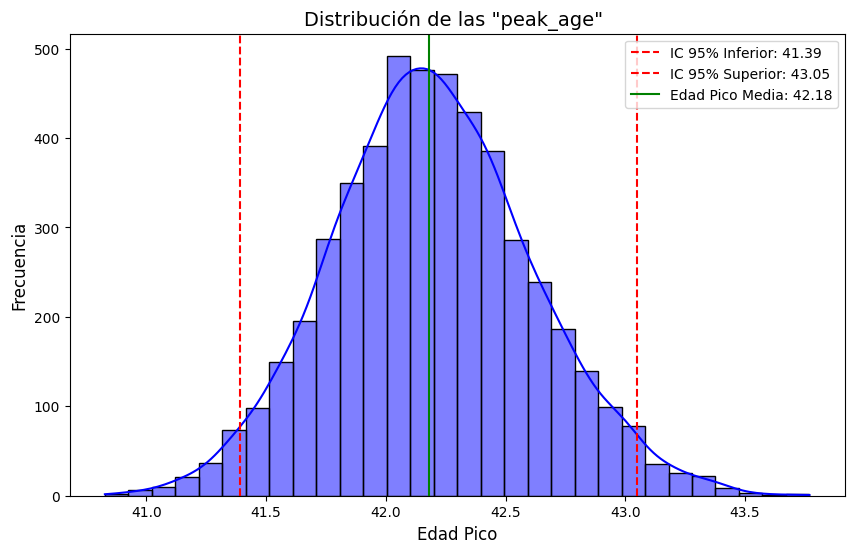 Distribución de las "peak_age"
IC 95% Inferior: 41.39
IC 95% Superior: 43.05
Edad Pico Media: 42.18
Frecuencia
500
400
300
200
100
0
41.0 41.5 42.0 42.5 43.0 43.5
Edad Pico